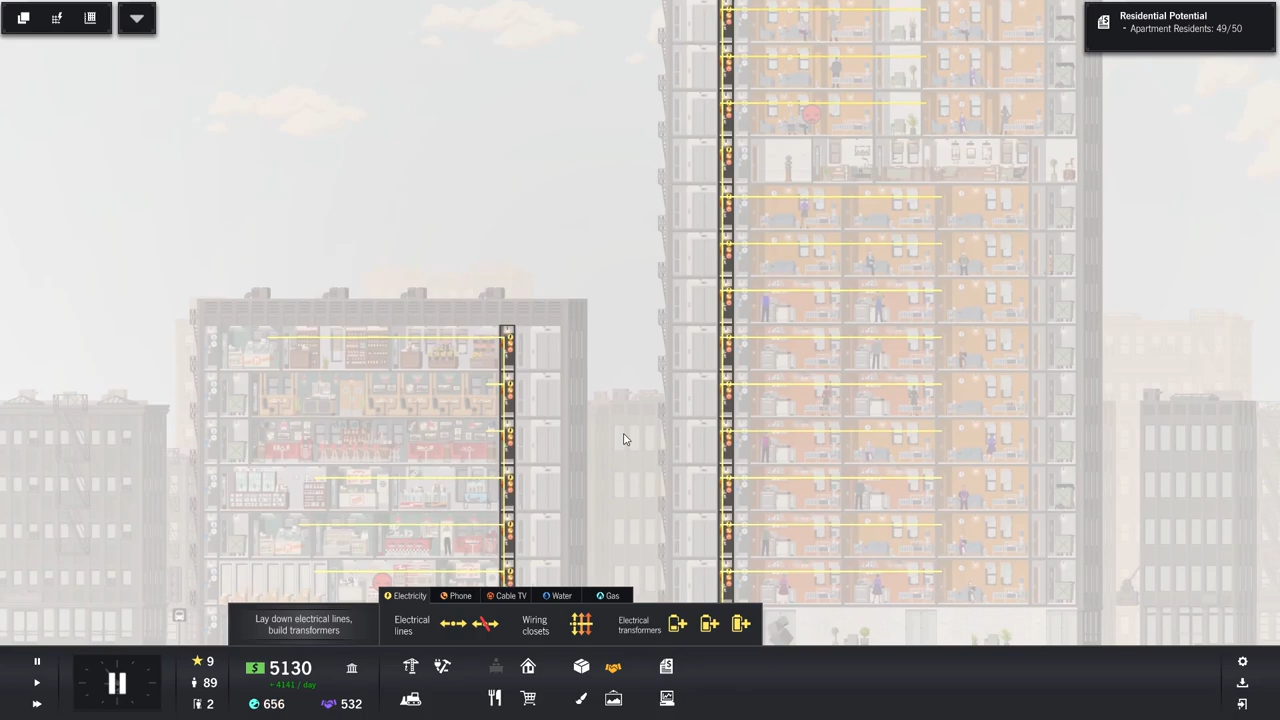 Residential Potential
- Apartment Residents: 49/50
Electricity
Phone
Cable TV
Water
Gas
Lay down electrical lines,
build transformers
Electrical
lines
Wiring
closets
Electrical
transformers
9
89
2
$ 5130
+4141 / day
656
532